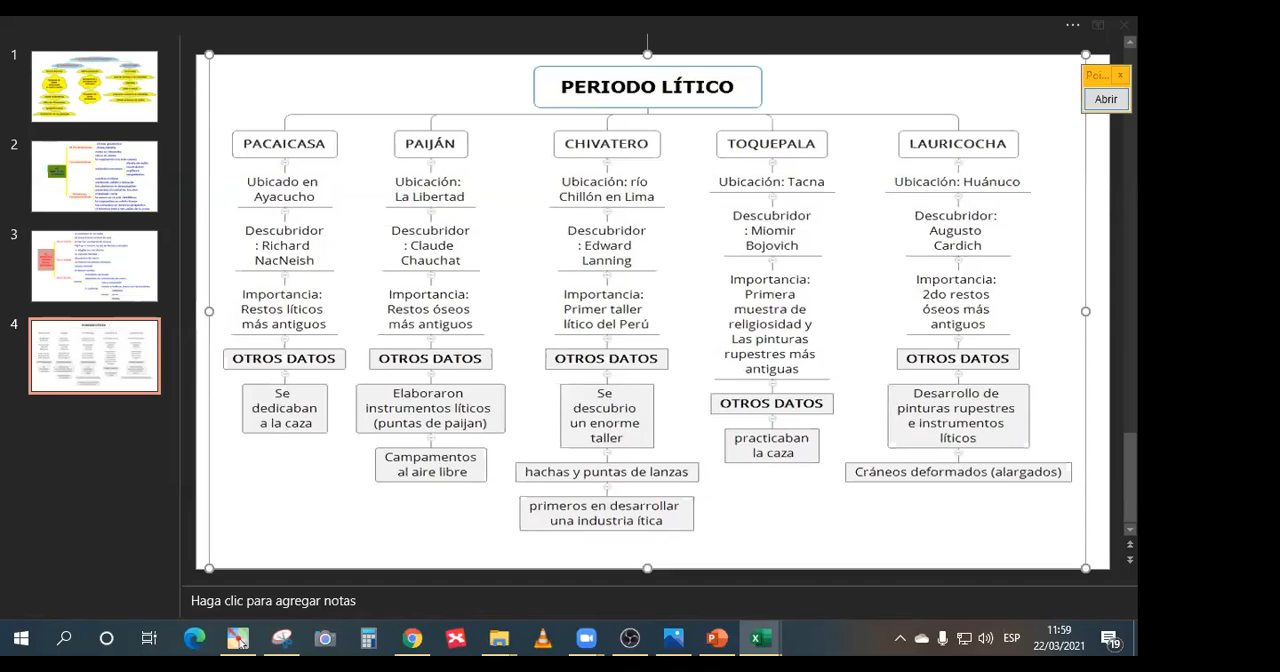 1
2
3
4
Poi... x
Abrir
PERIODO LÍTICO
PACAICASA
Ubicado en
Ayacucho
Descubridor
: Richard
NacNeish
Importancia:
Restos líticos
más antiguos
OTROS DATOS
Se
dedicaban
a la caza
PAIJÁN
Ubicación:
La Libertad
Descubridor
: Claude
Chauchat
Importancia:
Restos óseos
más antiguos
OTROS DATOS
Elaboraron
instrumentos líticos
(puntas de paijan)
Campamentos
al aire libre
CHIVATERO
Ubicación: río
Chillón en Lima
Descubridor
: Edward
Lanning
Importancia:
Primer taller
lítico del Perú
OTROS DATOS
Se
descubrio
un enorme
taller
hachas y puntas de lanzas
primeros en desarrollar
una industria ítica
TOQUEPALA
Ubicación: Tacna
Descubridor
: Miomir
Bojovich
Importancia:
Primera
muestra de
religiosidad y
Las pinturas
rupestres más
antiguas
OTROS DATOS
practicaban
la caza
LAURICOCHA
Ubicación: Huánuco
Descubridor:
Augusto
Cardich
Importancia:
2do restos
óseos más
antiguos
OTROS DATOS
Desarrollo de
pinturas rupestres
e instrumentos
líticos
Cráneos deformados (alargados)
Haga clic para agregar notas
ESP
11:59
22/03/2021
19